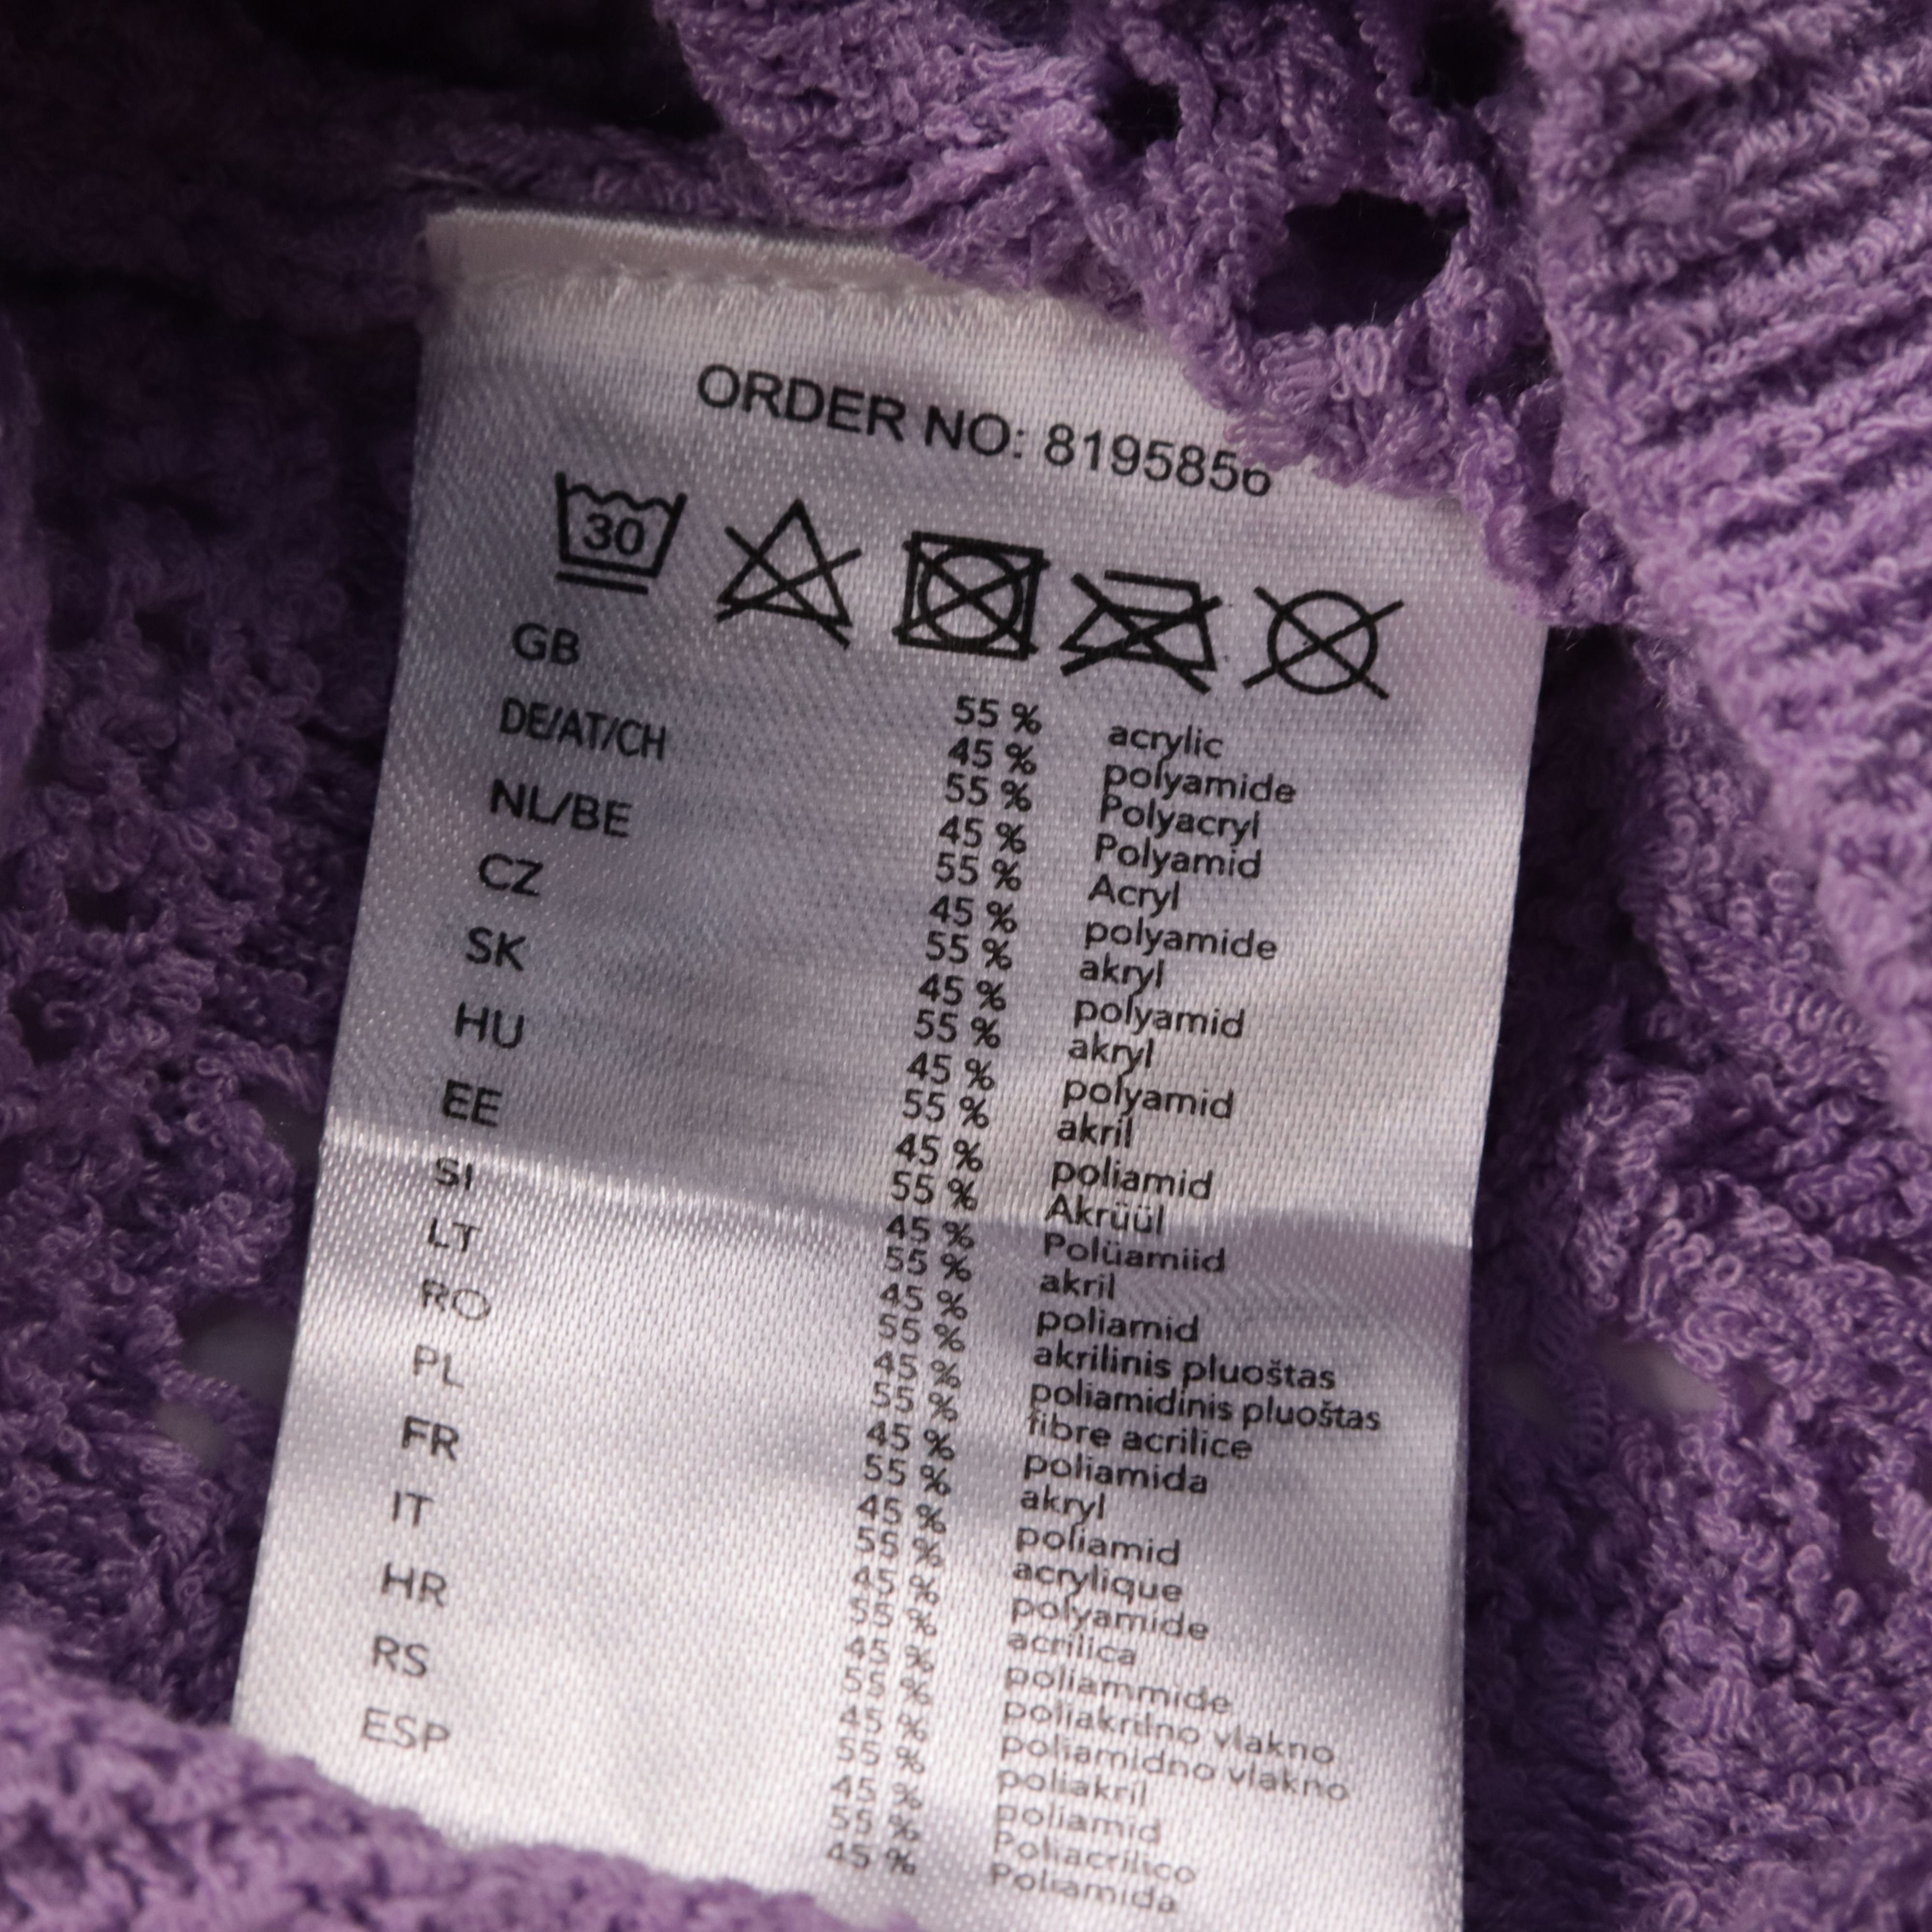 ORDER NO: 8195856
30
GB 55 % acrylic
45 % polyamide
DE/AT/CH 55 % Polyacryl
45 % Polyamid
NL/BE 55 % Acryl
45 % polyamide
CZ 55 % akryl
45 % polyamid
SK 55 % akryl
45 % polyamid
HU 55 % akril
45 % poliamid
EE 55 % Akrüül
45 % Polüamiid
SI 55 % akril
45 % poliamid
LT 55 % akrilinis pluoštas
45 % poliamidinis pluoštas
RO 55 % fibre acrilice
45 % poliamida
PL 55 % akryl
45 % poliamid
FR 55 % acrylique
45 % polyamide
IT 55 % acrilica
45 % poliammide
HR 55 % poliakrilno vlakno
45 % poliamidno vlakno
RS 55 % poliakril
45 % poliamid
ESP 55 % Poliacrilico
45 % Poliamida